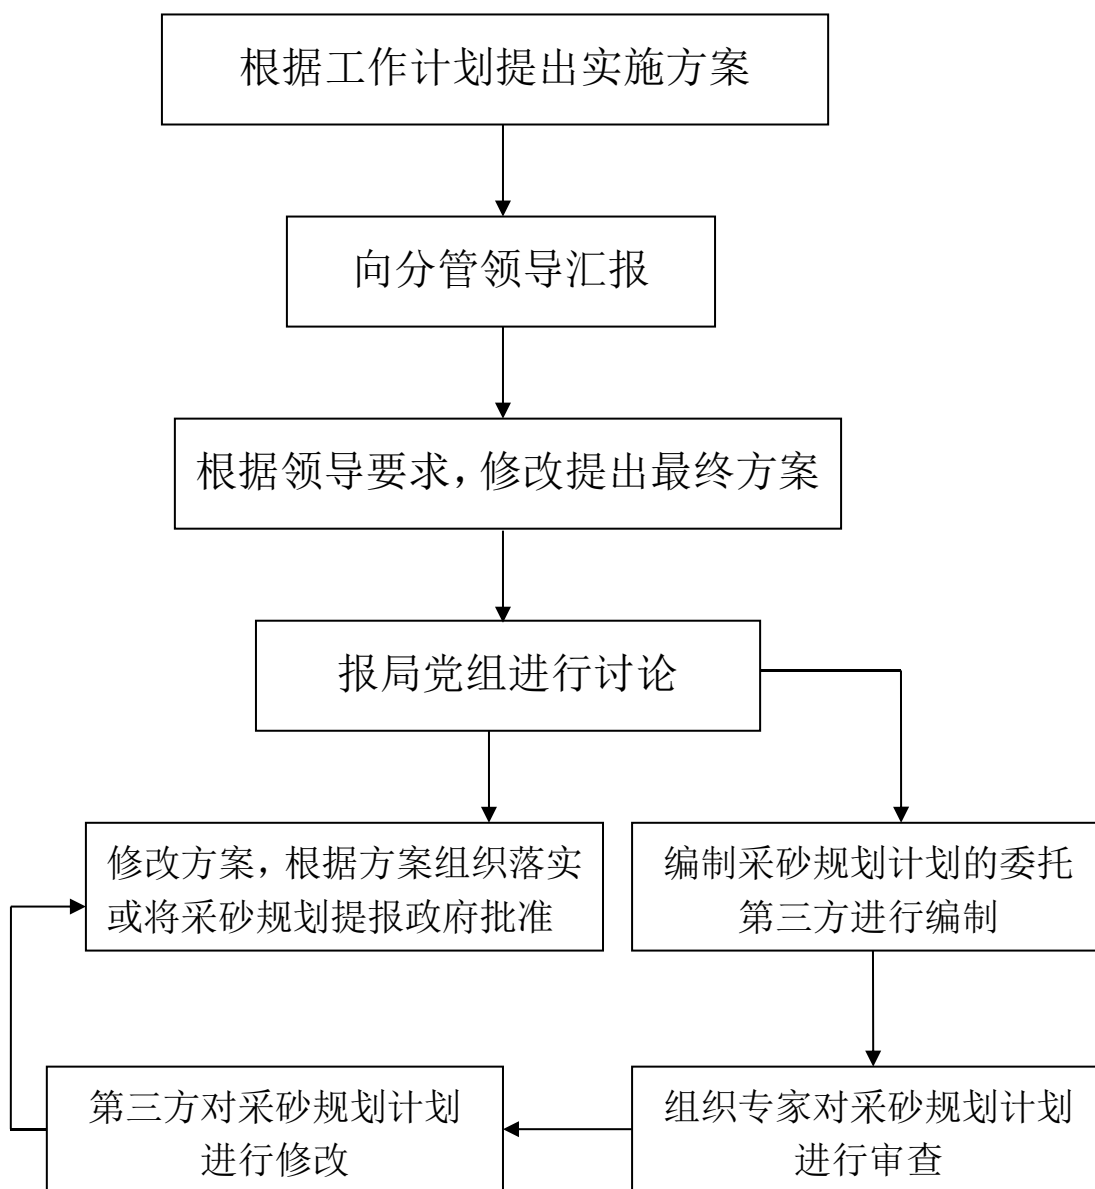 根据工作计划提出实施方案
向分管领导汇报
根据领导要求，修改提出最终方案
报局党组进行讨论
修改方案，根据方案组织落实
或将采砂规划提报政府批准
编制采砂规划计划的委托
第三方进行编制
第三方对采砂规划计划
进行修改
组织专家对采砂规划计划
进行审查